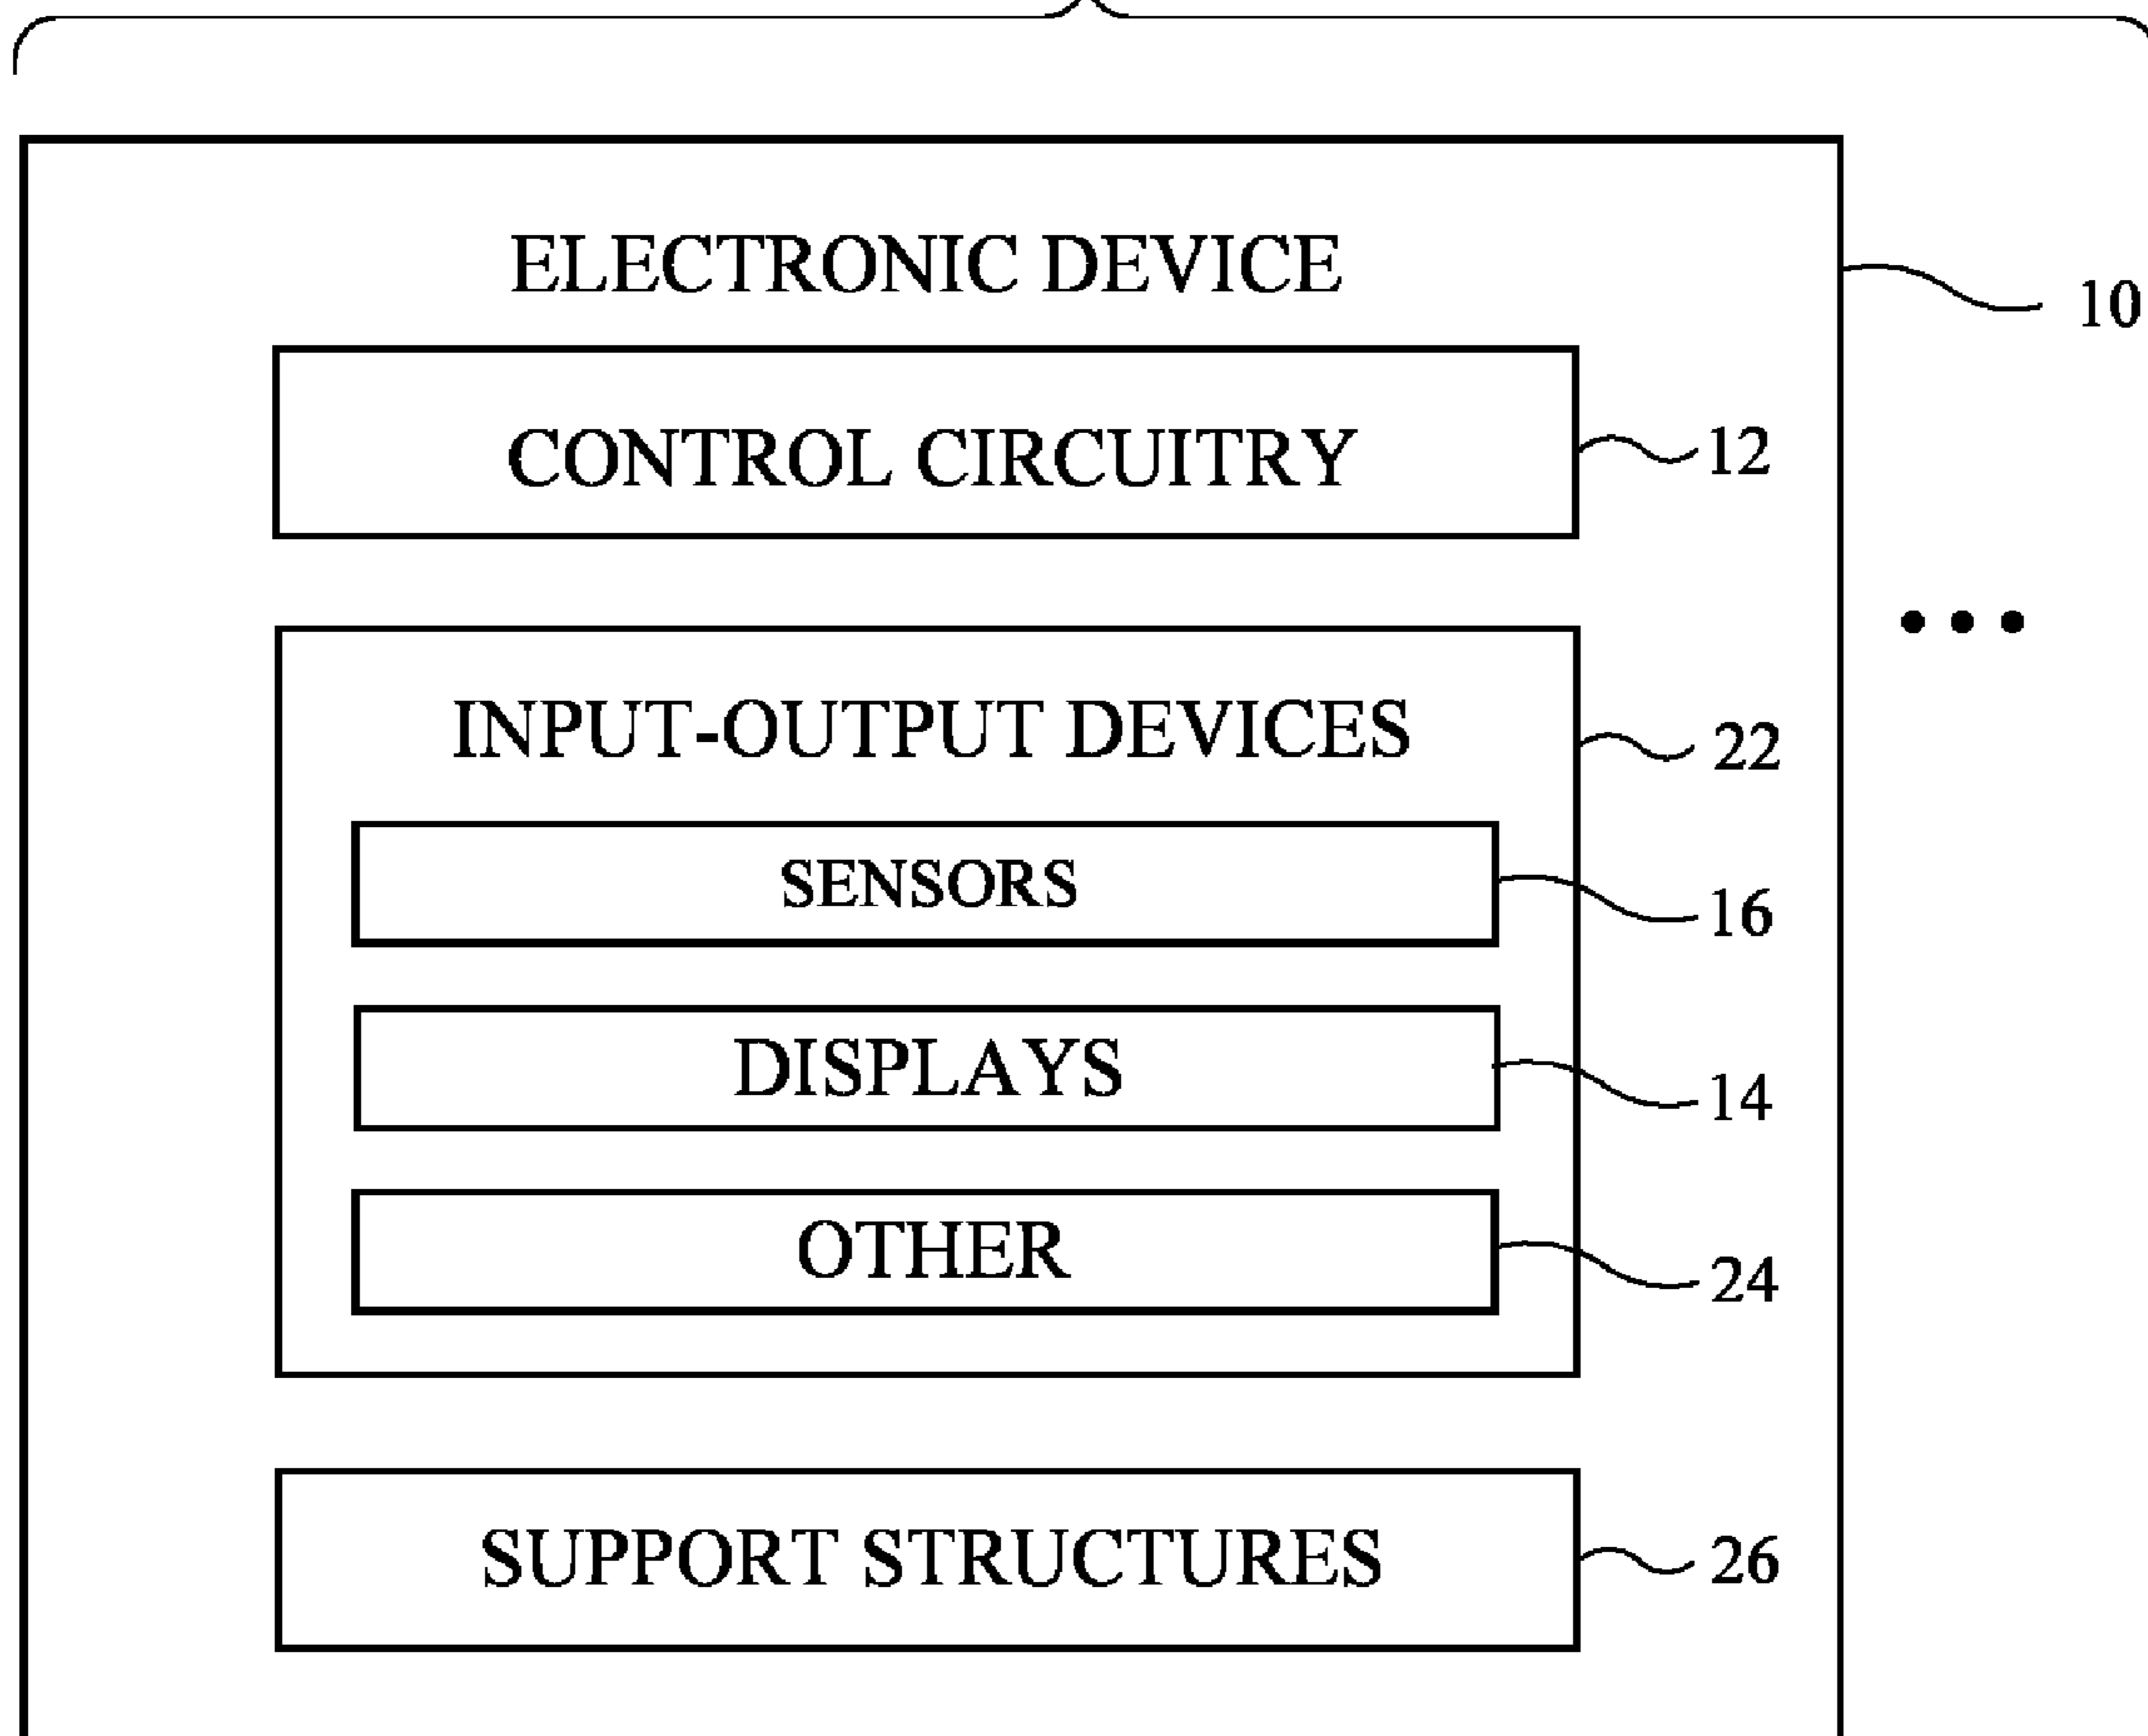 ELECTRONIC DEVICE
10
CONTROL CIRCUITRY
12
INPUT-OUTPUT DEVICES
22
SENSORS
16
DISPLAYS
14
OTHER
24
SUPPORT STRUCTURES
26